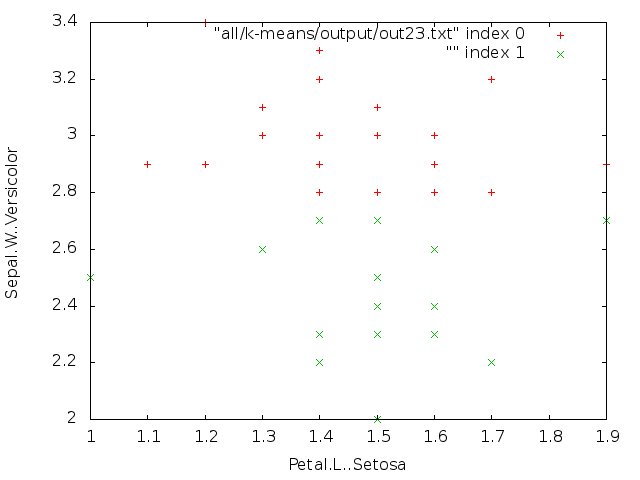 "all/k-means/output/out23.txt" index 0
"" index 1
3.4
3.2
3
2.8
2.6
2.4
2.2
2
1 1.1 1.2 1.3 1.4 1.5 1.6 1.7 1.8 1.9
Sepal.W..Versicolor
Petal.L..Setosa